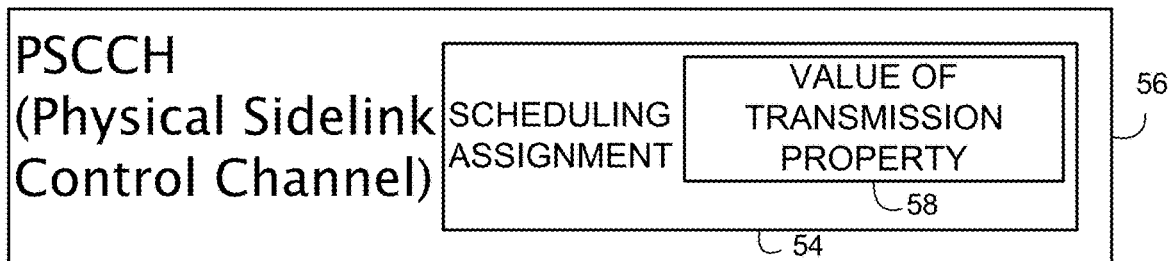 PSCCH
(Physical Sidelink
Control Channel)
SCHEDULING
ASSIGNMENT
VALUE OF
TRANSMISSION
PROPERTY
58
54
56